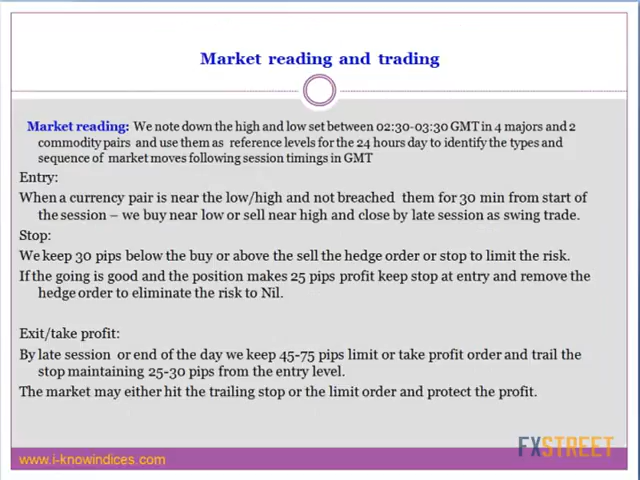 Market reading and trading
Market reading: We note down the high and low set between 02:30-03:30 GMT in 4 majors and 2
commodity pairs and use them as reference levels for the 24 hours day to identify the types and
sequence of market moves following session timings in GMT
Entry:
When a currency pair is near the low/high and not breached them for 30 min from start of
the session – we buy near low or sell near high and close by late session as swing trade.
Stop:
We keep 30 pips below the buy or above the sell the hedge order or stop to limit the risk.
If the going is good and the position makes 25 pips profit keep stop at entry and remove the
hedge order to eliminate the risk to Nil.
Exit/take profit:
By late session or end of the day we keep 45-75 pips limit or take profit order and trail the
stop maintaining 25-30 pips from the entry level.
The market may either hit the trailing stop or the limit order and protect the profit.
FXSTREET
www.i-knowindices.com